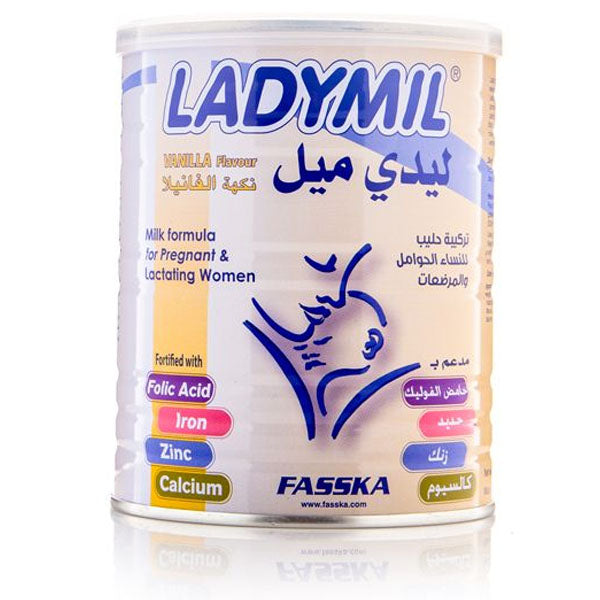 LADYMIL®
VANILLA Flavour
نكهة الفانيلا
ليدي ميل
Milk formula
for Pregnant &
Lactating Women
تركيبة حليب
للنساء الحوامل
والمرضعات
Fortified with
Folic Acid
Iron
Zinc
Calcium
مدعم بـ
حامض الفوليك
حديد
زنك
كالسيوم
FASSKA
www.fasska.com